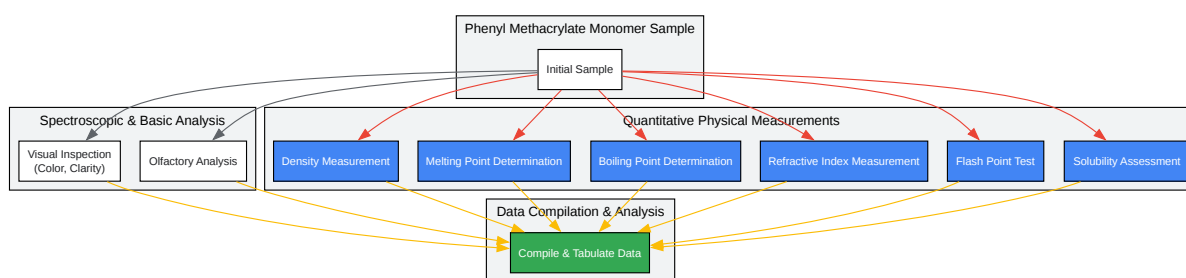 Phenyl Methacrylate Monomer Sample
Initial Sample
Spectroscopic & Basic Analysis
Quantitative Physical Measurements
Visual Inspection
(Color, Clarity)
Olfactory Analysis
Density Measurement
Melting Point Determination
Boiling Point Determination
Refractive Index Measurement
Flash Point Test
Solubility Assessment
Data Compilation & Analysis
Compile & Tabulate Data